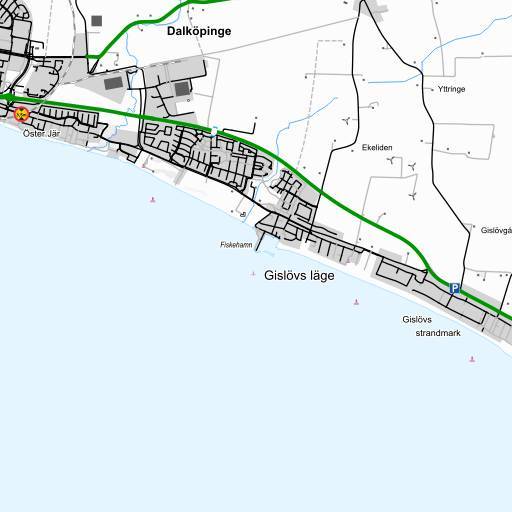 Dalköpinge
Yttringe
Öster Jär
Ekeliden
Gislövgå
Fiskehamn
Gislövs läge
P
Gislövs
strandmark